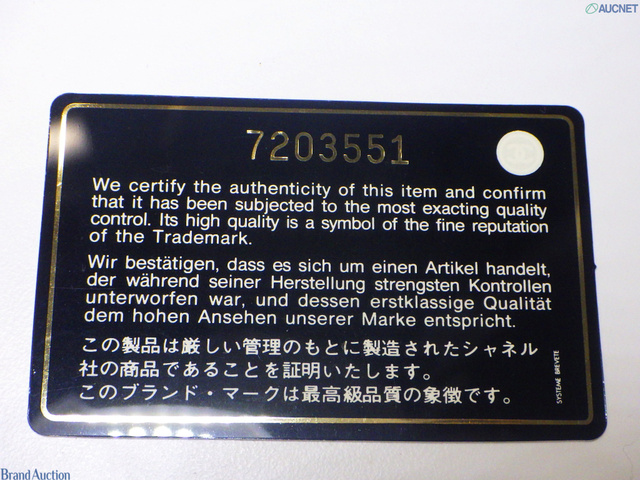 AUCNET
7203551
We certify the authenticity of this item and confirm
that it has been subjected to the most exacting quality
control. Its high quality is a symbol of the fine reputation
of the Trademark.
Wir bestätigen, dass es sich um einen Artikel handelt,
der während seiner Herstellung strengsten Kontrollen
unterworfen war, und dessen erstklassige Qualität
dem hohen Ansehen unserer Marke entspricht.
この製品は厳しい管理のもとに製造されたシャネル
社の商品であることを証明いたします。
このブランド・マークは最高級品質の象徴です。
SYSTEME BREVETE
Brand Auction